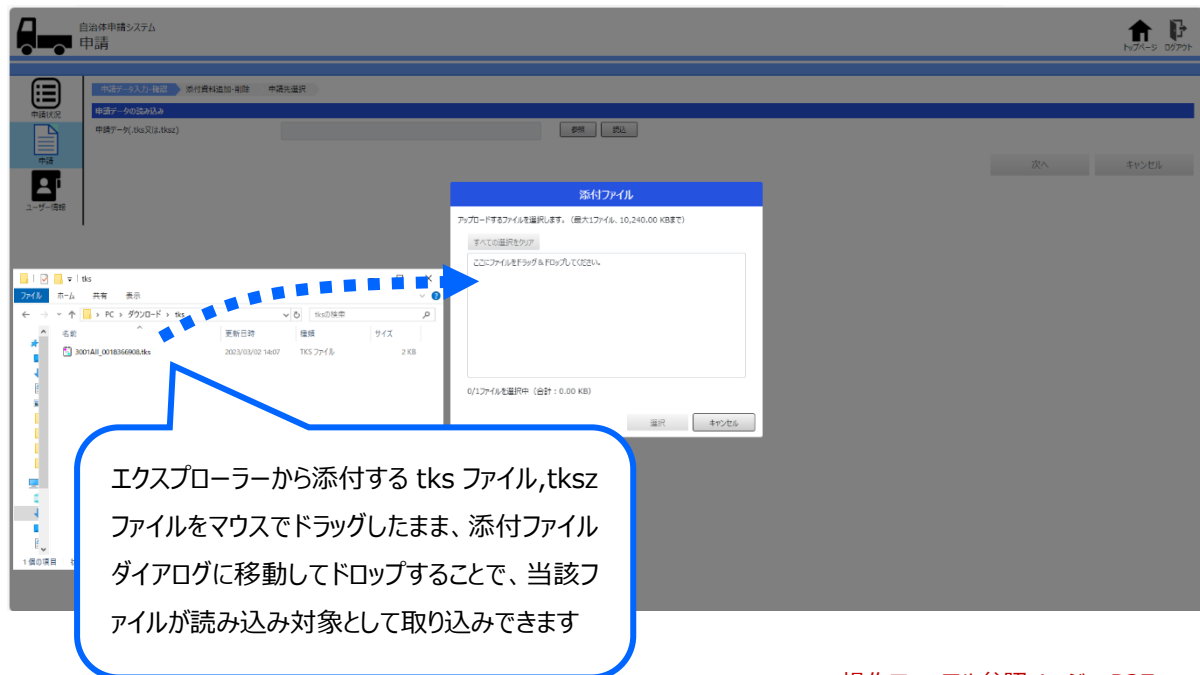 自治体申請システム
申請
トップページ ログアウト
申請データ入力・確認 添付資料追加・削除 申請先選択
申請状況
申請データの読み込み
申請データ(.tks又は.tksz) 参照 読込
申請
次へ キャンセル
ユーザー情報
添付ファイル
アップロードするファイルを選択します。（最大1ファイル、10,240.00 KBまで）
すべての選択をクリア
ここにファイルをドラッグ＆ドロップしてください。
0/1ファイルを選択中（合計：0.00 KB）
選択 キャンセル
tks
ファイル ホーム 共有 表示
PC › ダウンロード › tks tksの検索
名前 更新日時 種類 サイズ
3001All_0018366908.tks 2023/03/02 14:07 TKS ファイル 2 KB
1 個の項目
エクスプローラーから添付する tks ファイル,tksz
ファイルをマウスでドラッグしたまま、添付ファイル
ダイアログに移動してドロップすることで、当該フ
ァイルが読み込み対象として取り込みできます